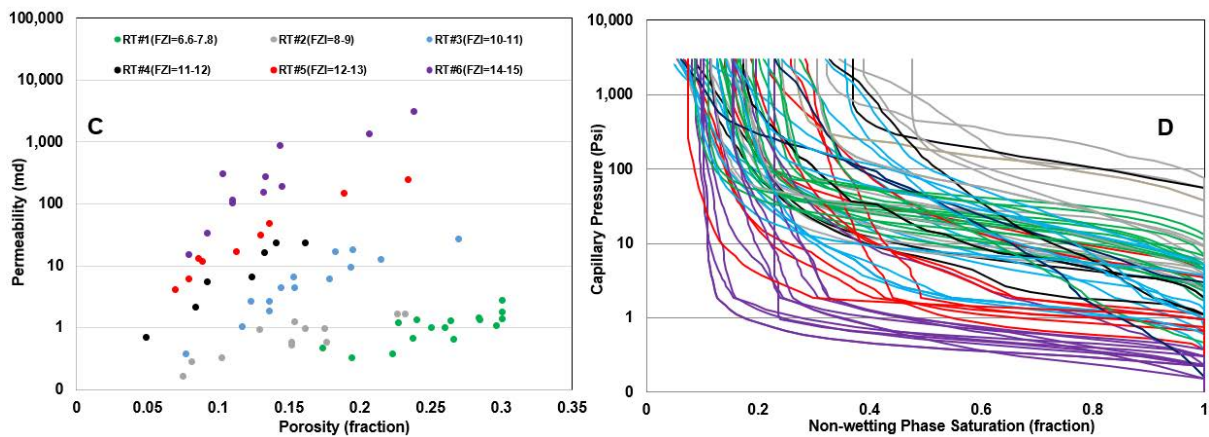 100,000
10,000
1,000
100
10
1
0
Permeability (md)
RT#1(FZI=6.6-7.8) RT#2(FZI=8-9) RT#3(FZI=10-11)
RT#4(FZI=11-12) RT#5(FZI=12-13) RT#6(FZI=14-15)
C
0 0.05 0.1 0.15 0.2 0.25 0.3 0.35
Porosity (fraction)
10,000
1,000
100
10
1
0
Capillary Pressure (Psi)
D
0 0.2 0.4 0.6 0.8 1
Non-wetting Phase Saturation (fraction)